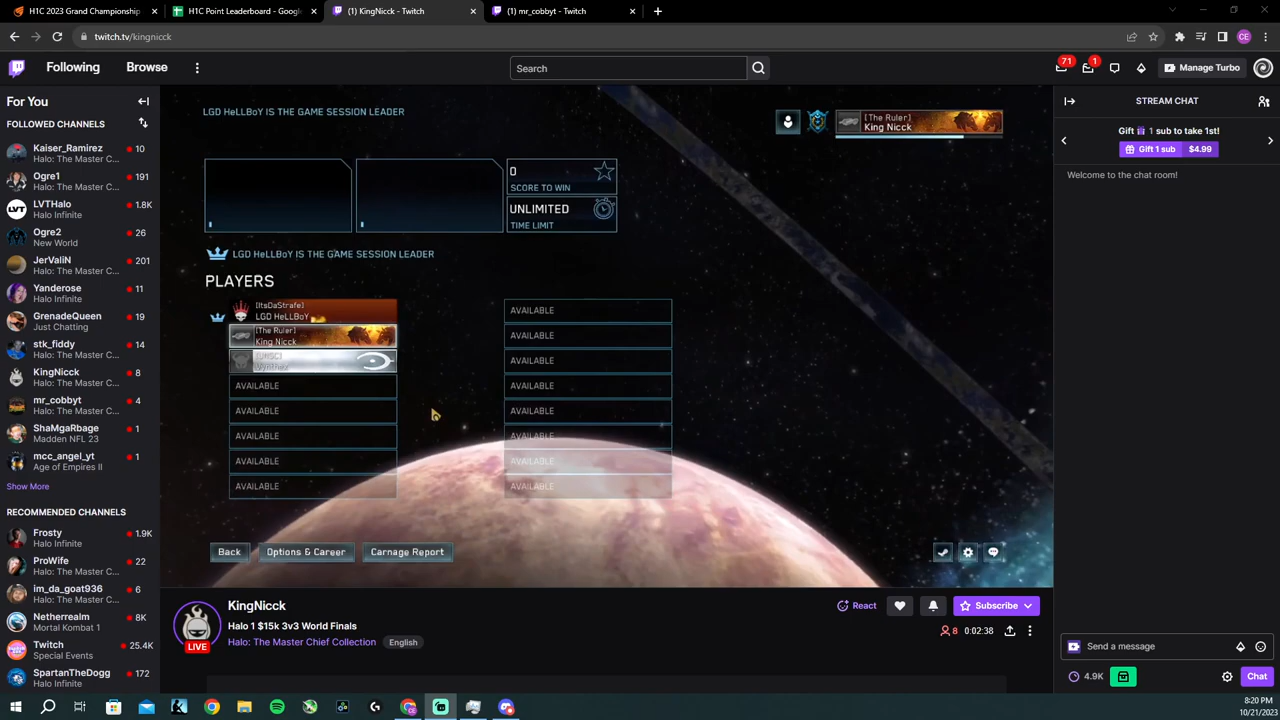 H1C 2023 Grand Championship
H1C Point Leaderboard - Google
(1) KingNicck - Twitch
(1) mr_cobbyt - Twitch
twitch.tv/kingnicck
CE
Following
Browse
Search
71
1
Manage Turbo
For You
FOLLOWED CHANNELS
Kaiser_Ramirez 10
Halo: The Master C...
Ogre1 191
Halo: The Master C...
LVTHalo 1.8K
Halo Infinite
Ogre2 26
New World
JerValiN 201
Halo: The Master C...
Yanderose 11
Halo Infinite
GrenadeQueen 19
Just Chatting
stk_fiddy 14
Halo: The Master C...
KingNicck 8
Halo: The Master C...
mr_cobbyt 4
Halo: The Master C...
ShaMgaRbage 1
Madden NFL 23
mcc_angel_yt 1
Age of Empires II
Show More
RECOMMENDED CHANNELS
Frosty 1.9K
Halo Infinite
ProWife 22
Halo: The Master C...
im_da_goat936 6
Halo: The Master C...
Netherrealm 8K
Mortal Kombat 1
Twitch 25.4K
Special Events
SpartanTheDogg 172
Halo Infinite
LGD HeLLBoY IS THE GAME SESSION LEADER
[The Ruler]
King Nicck
0
SCORE TO WIN
UNLIMITED
TIME LIMIT
LGD HeLLBoY IS THE GAME SESSION LEADER
PLAYERS
[ItsDaStrafe]
LGD HeLLBoY
[The Ruler]
King Nicck
[UNSC]
AVAILABLE
AVAILABLE
AVAILABLE
AVAILABLE
AVAILABLE
AVAILABLE
AVAILABLE
AVAILABLE
AVAILABLE
AVAILABLE
AVAILABLE
AVAILABLE
AVAILABLE
Back
Options & Career
Carnage Report
LIVE
KingNicck
Halo 1 $15k 3v3 World Finals
Halo: The Master Chief Collection
English
React
Subscribe
8
0:02:38
STREAM CHAT
Gift 1 sub to take 1st!
Gift 1 sub $4.99
Welcome to the chat room!
Send a message
4.9K
Chat
8:20 PM
10/21/2023